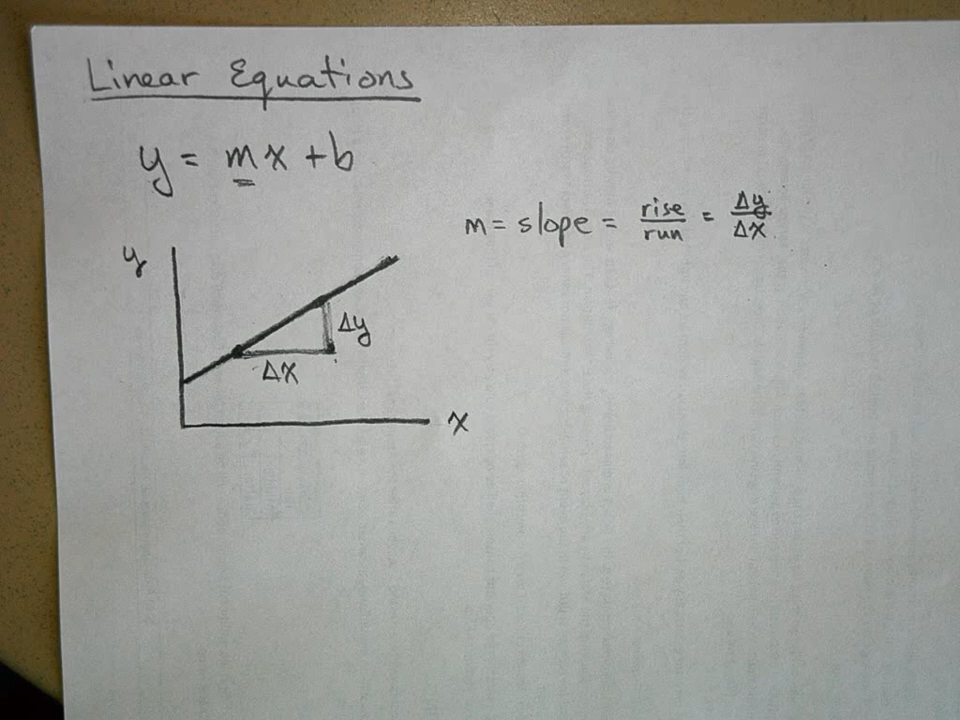 Linear Equations
y = mx + b
m = slope = rise/run = Δy/Δx
y
Δy
Δx
x